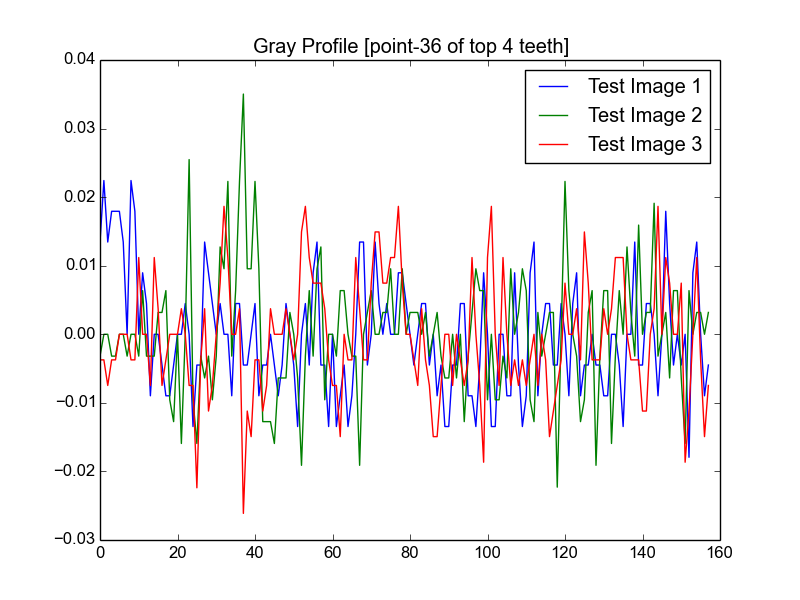 Gray Profile [point-36 of top 4 teeth]
0.04
0.03
0.02
0.01
0.00
−0.01
−0.02
−0.03
0 20 40 60 80 100 120 140 160
Test Image 1
Test Image 2
Test Image 3